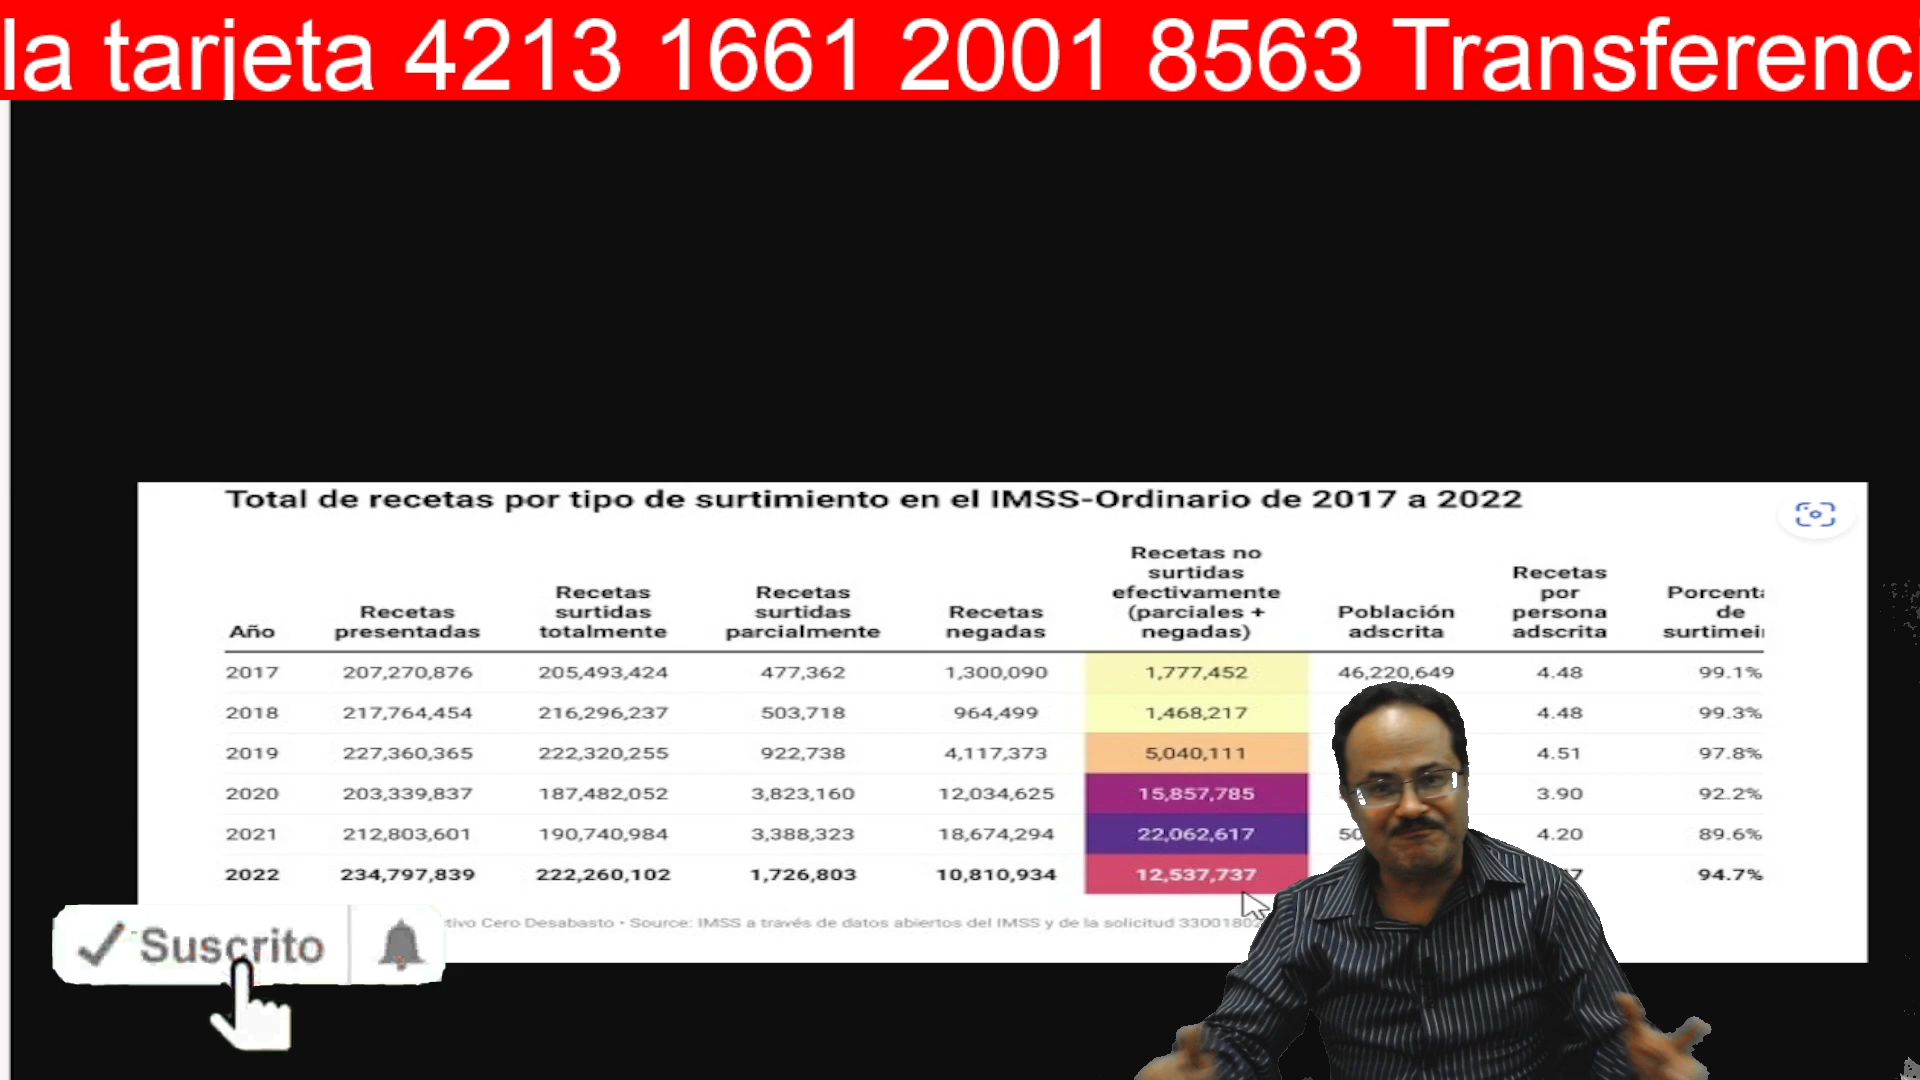 la tarjeta 4213 1661 2001 8563 Transferenc
Total de recetas por tipo de surtimiento en el IMSS-Ordinario de 2017 a 2022
Año Recetas presentadas Recetas surtidas totalmente Recetas surtidas parcialmente Recetas negadas Recetas no surtidas efectivamente (parciales + negadas) Población adscrita Recetas por persona adscrita de
2017 207,270,876 205,493,424 477,362 1,300,090 1,777,452 46,220,649 4.48 99.1%
2018 217,764,454 216,296,237 503,718 964,499 1,468,217 4.48 99.3%
2019 227,360,365 222,320,255 922,738 4,117,373 5,040,111 4.51 97.8%
2020 203,339,837 187,482,052 3,823,160 12,034,625 15,857,785 3.90 92.2%
2021 212,803,601 190,740,984 3,388,323 18,674,294 22,062,617 4.20 89.6%
2022 234,797,839 222,260,102 1,726,803 10,810,934 12,537,737 94.7%
Cero Desabasto • Source: IMSS a través de datos abiertos del IMSS y de la solicitud
Suscrito